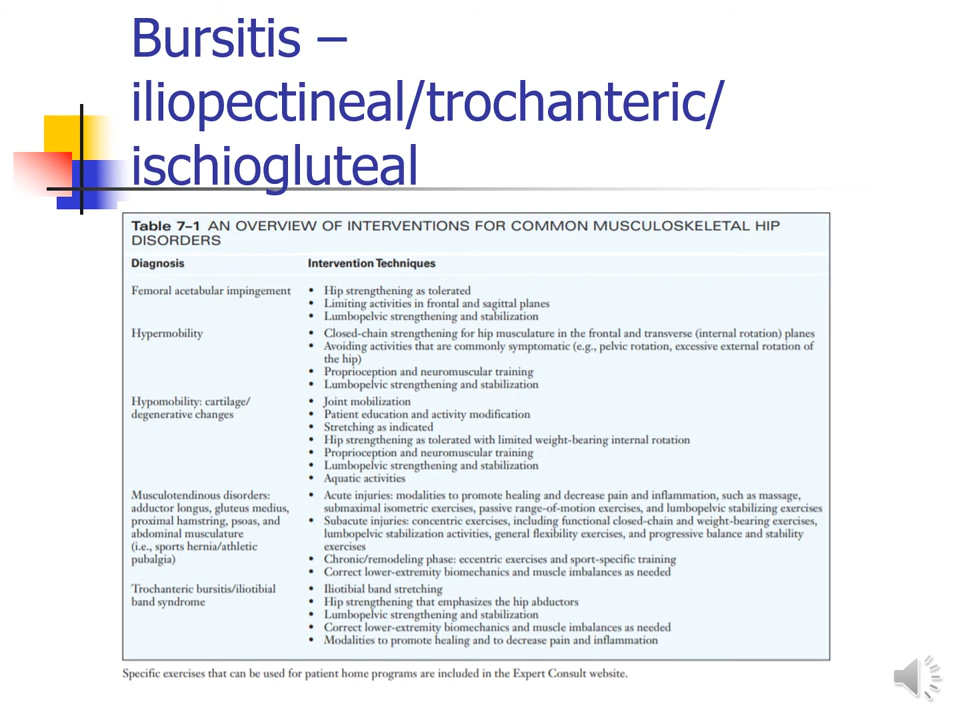 Bursitis –
iliopectineal/trochanteric/
ischiogluteal
Table 7-1 AN OVERVIEW OF INTERVENTIONS FOR COMMON MUSCULOSKELETAL HIP
DISORDERS
Diagnosis Intervention Techniques
Femoral acetabular impingement • Hip strengthening as tolerated
• Limiting activities in frontal and sagittal planes
• Lumbopelvic strengthening and stabilization
Hypermobility • Closed-chain strengthening for hip musculature in the frontal and transverse (internal rotation) planes
• Avoiding activities that are commonly symptomatic (e.g., pelvic rotation, excessive external rotation of
the hip)
• Proprioception and neuromuscular training
• Lumbopelvic strengthening and stabilization
Hypomobility: cartilage/ • Joint mobilization
degenerative changes • Patient education and activity modification
• Stretching as indicated
• Hip strengthening as tolerated with limited weight-bearing internal rotation
• Proprioception and neuromuscular training
• Lumbopelvic strengthening and stabilization
• Aquatic activities
Musculotendinous disorders: • Acute injuries: modalities to promote healing and decrease pain and inflammation, such as massage,
adductor longus, gluteus medius, submaximal isometric exercises, passive range-of-motion exercises, and lumbopelvic stabilizing exercises
proximal hamstring, psoas, and • Subacute injuries: concentric exercises, including functional closed-chain and weight-bearing exercises,
abdominal musculature lumbopelvic stabilization activities, general flexibility exercises, and progressive balance and stability
(i.e., sports hernia/athletic exercises
pubalgia) • Chronic/remodeling phase: eccentric exercises and sport-specific training
• Correct lower-extremity biomechanics and muscle imbalances as needed
Trochanteric bursitis/iliotibial • Iliotibial band stretching
band syndrome • Hip strengthening that emphasizes the hip abductors
• Lumbopelvic strengthening and stabilization
• Correct lower-extremity biomechanics and muscle imbalances as needed
• Modalities to promote healing and to decrease pain and inflammation
Specific exercises that can be used for patient home programs are included in the Expert Consult website.